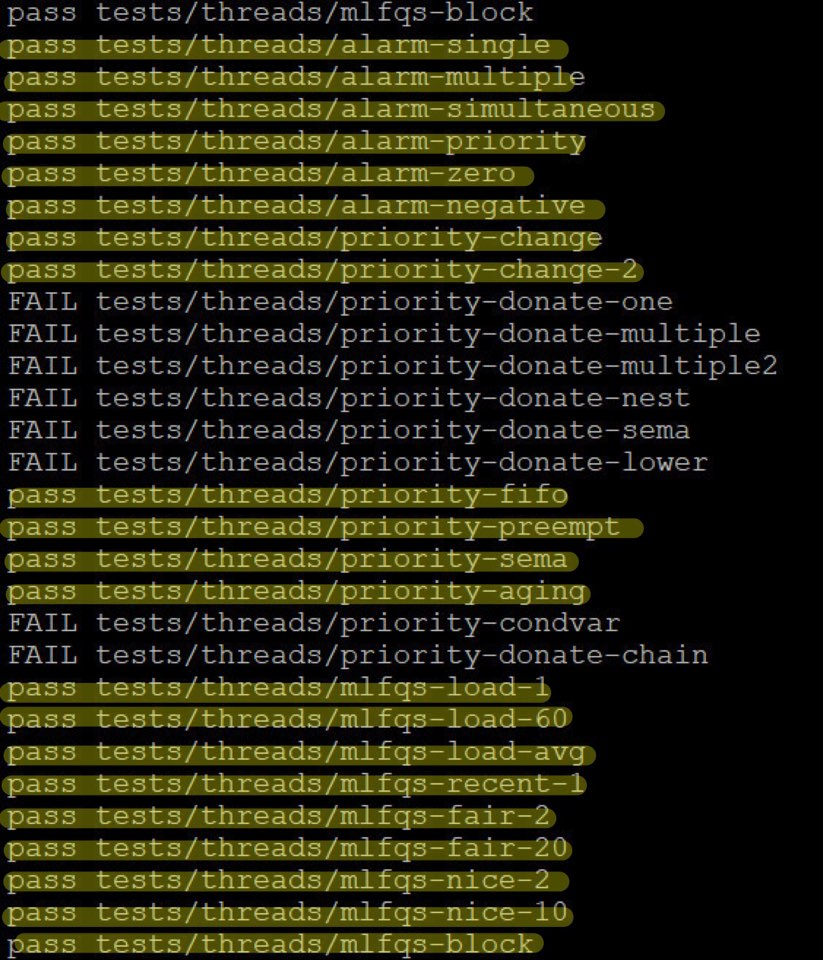 pass tests/threads/mlfqs-block
pass tests/threads/alarm-single
pass tests/threads/alarm-multiple
pass tests/threads/alarm-simultaneous
pass tests/threads/alarm-priority
pass tests/threads/alarm-zero
pass tests/threads/alarm-negative
pass tests/threads/priority-change
pass tests/threads/priority-change-2
FAIL tests/threads/priority-donate-one
FAIL tests/threads/priority-donate-multiple
FAIL tests/threads/priority-donate-multiple2
FAIL tests/threads/priority-donate-nest
FAIL tests/threads/priority-donate-sema
FAIL tests/threads/priority-donate-lower
pass tests/threads/priority-fifo
pass tests/threads/priority-preempt
pass tests/threads/priority-sema
pass tests/threads/priority-aging
FAIL tests/threads/priority-condvar
FAIL tests/threads/priority-donate-chain
pass tests/threads/mlfqs-load-1
pass tests/threads/mlfqs-load-60
pass tests/threads/mlfqs-load-avg
pass tests/threads/mlfqs-recent-1
pass tests/threads/mlfqs-fair-2
pass tests/threads/mlfqs-fair-20
pass tests/threads/mlfqs-nice-2
pass tests/threads/mlfqs-nice-10
pass tests/threads/mlfqs-block